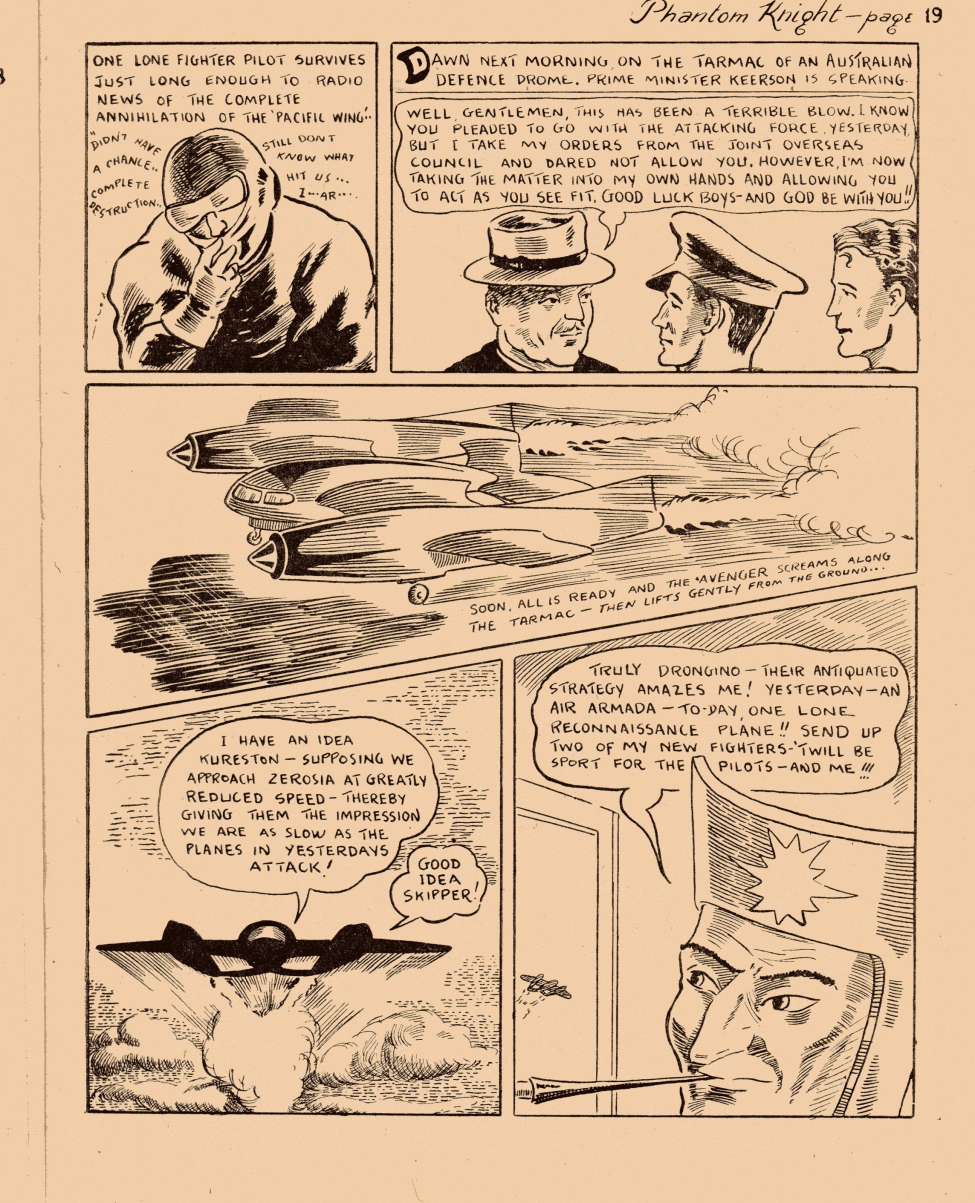 Phantom Knight - page 19
ONE LONE FIGHTER PILOT SURVIVES
JUST LONG ENOUGH TO RADIO
NEWS OF THE COMPLETE
ANNIHILATION OF THE 'PACIFIC WING'..
"DIDN'T HAVE
A CHANCE..
COMPLETE
DESTRUCTION..
STILL DON'T
KNOW WHAT
HIT US...
I...AR....
DAWN NEXT MORNING, ON THE TARMAC OF AN AUSTRALIAN
DEFENCE DROME. PRIME MINISTER KEERSON IS SPEAKING.
WELL, GENTLEMEN, THIS HAS BEEN A TERRIBLE BLOW. I KNOW
YOU PLEADED TO GO WITH THE ATTACKING FORCE, YESTERDAY,
BUT I TAKE MY ORDERS FROM THE JOINT OVERSEAS
COUNCIL AND DARED NOT ALLOW YOU. HOWEVER, I'M NOW
TAKING THE MATTER INTO MY OWN HANDS AND ALLOWING YOU
TO ACT AS YOU SEE FIT. GOOD LUCK BOYS-AND GOD BE WITH YOU!!
SOON, ALL IS READY AND THE 'AVENGER SCREAMS ALONG
THE TARMAC - THEN LIFTS GENTLY FROM THE GROUND...
I HAVE AN IDEA
KURESTON - SUPPOSING WE
APPROACH ZEROSIA AT GREATLY
REDUCED SPEED - THEREBY
GIVING THEM THE IMPRESSION
WE ARE AS SLOW AS THE
PLANES IN YESTERDAYS
ATTACK!
GOOD
IDEA
SKIPPER!
TRULY DRONGINO - THEIR ANTIQUATED
STRATEGY AMAZES ME! YESTERDAY - AN
AIR ARMADA - TO-DAY, ONE LONE
RECONNAISSANCE PLANE!! SEND UP
TWO OF MY NEW FIGHTERS-'TWILL BE
SPORT FOR THE PILOTS - AND ME!!!